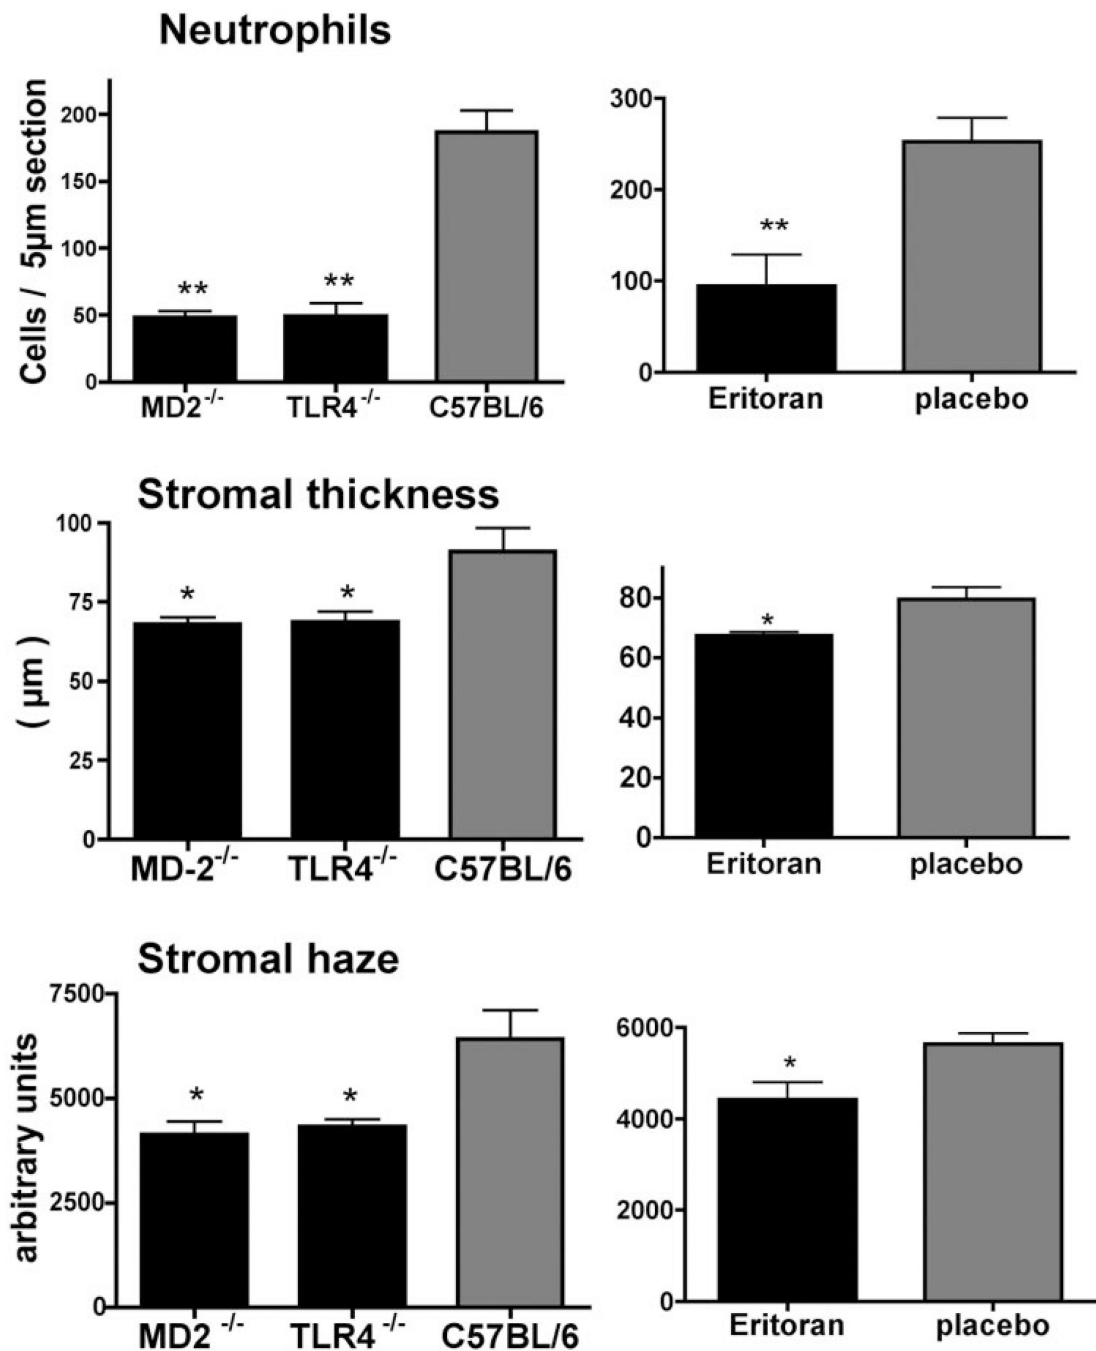 Neutrophils
Cells / 5µm section
200
150
100
50
0
**
**
MD2 -/-
TLR4 -/-
C57BL/6
300
200
100
0
**
Eritoran
placebo
Stromal thickness
( µm )
100
75
50
25
0
*
*
MD-2 -/-
TLR4 -/-
C57BL/6
80
60
40
20
0
*
Eritoran
placebo
Stromal haze
arbitrary units
7500
5000
2500
0
*
*
MD2 -/-
TLR4 -/-
C57BL/6
6000
4000
2000
0
*
Eritoran
placebo